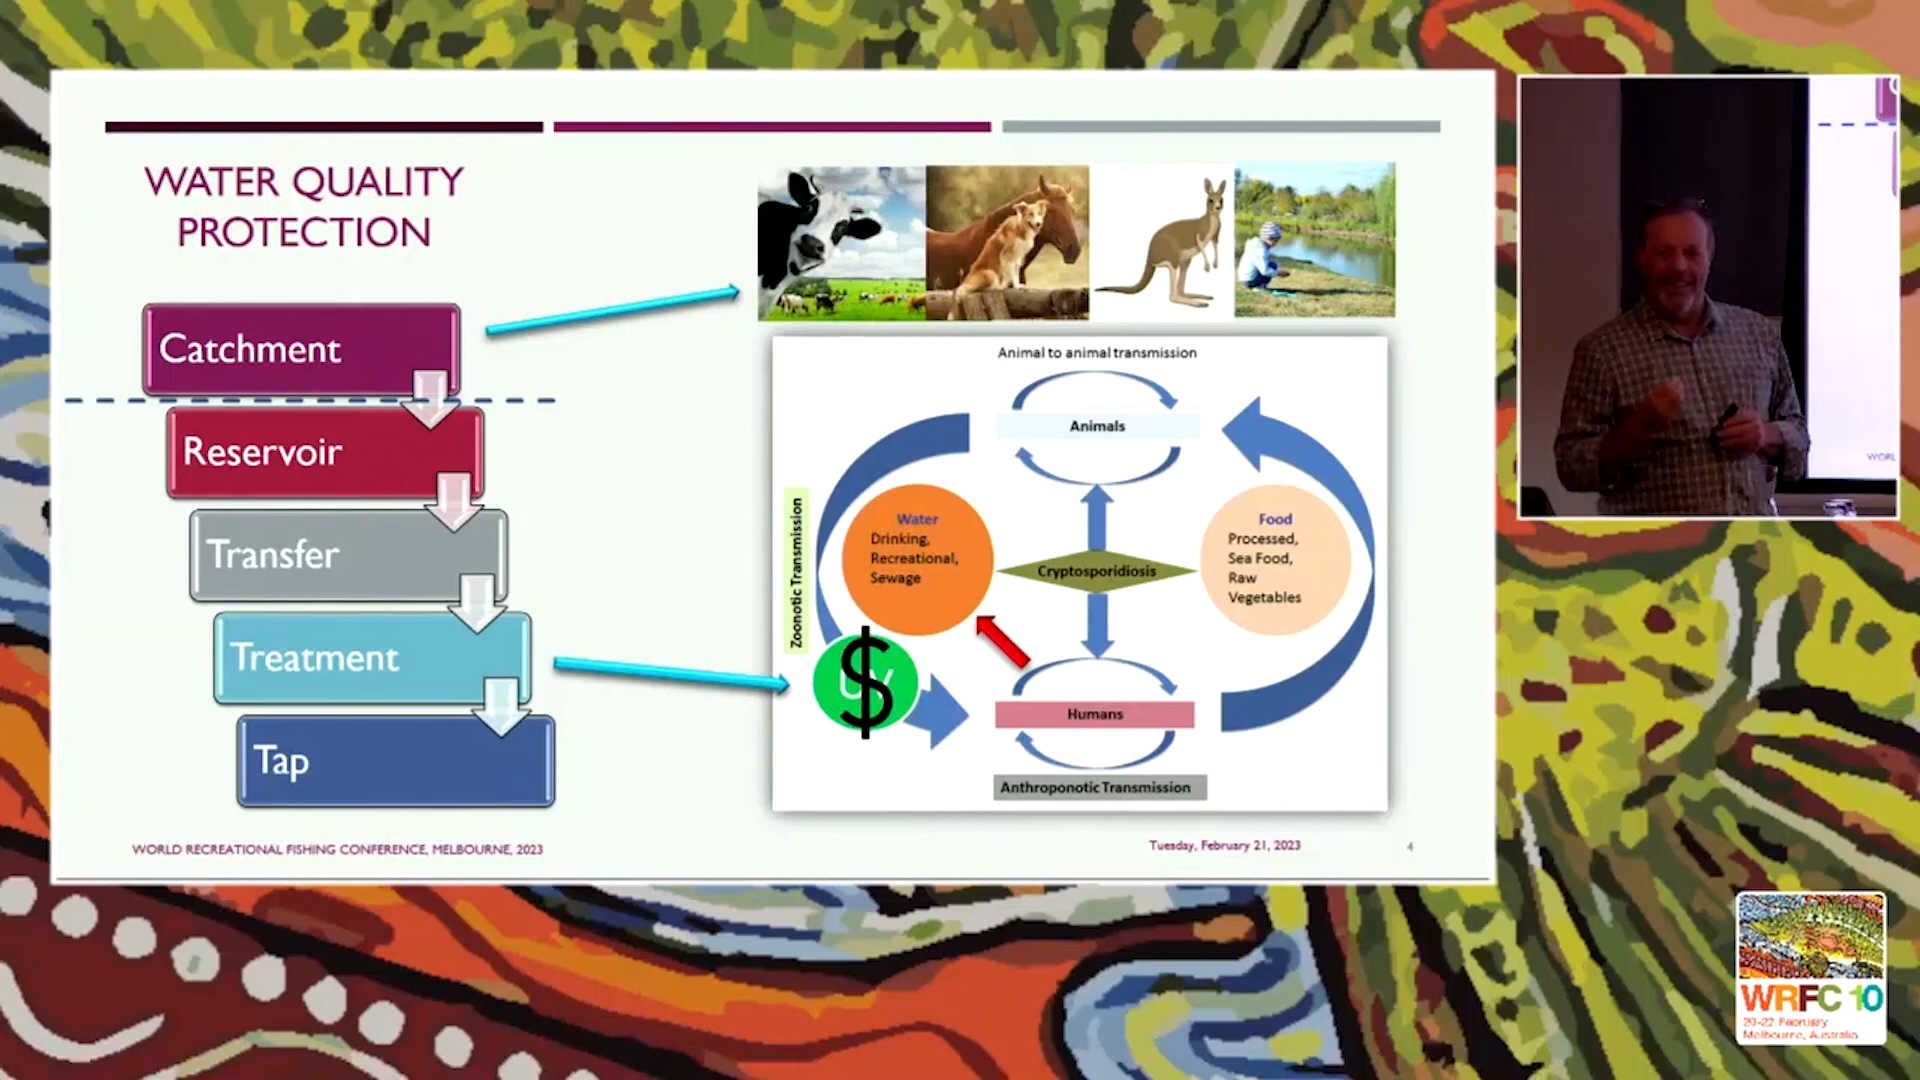 WATER QUALITY
PROTECTION
Catchment
Reservoir
Transfer
Treatment
Tap
Animal to animal transmission
Animals
Zoonotic Transmission
Water
Drinking,
Recreational,
Sewage
Cryptosporidiosis
Food
Processed,
Sea Food,
Raw
Vegetables
$
Humans
Anthroponotic Transmission
WORLD RECREATIONAL FISHING CONFERENCE, MELBOURNE, 2023
Tuesday, February 21, 2023
4
WORL
WRFC 10
20-22 February
Melbourne, Australia